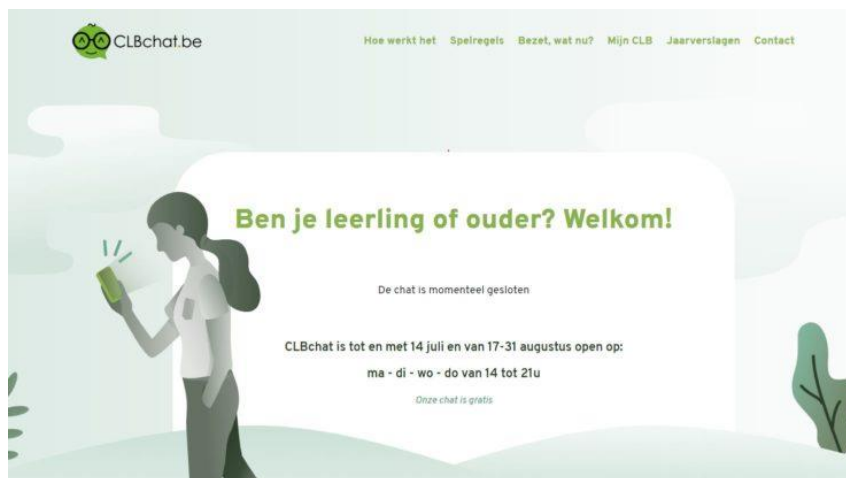 CLBchat.be
Hoe werkt het Spelregels Bezet, wat nu? Mijn CLB Jaarverslagen Contact
Ben je leerling of ouder? Welkom!
De chat is momenteel gesloten
CLBchat is tot en met 14 juli en van 17-31 augustus open op:
ma - di - wo - do van 14 tot 21u
Onze chat is gratis